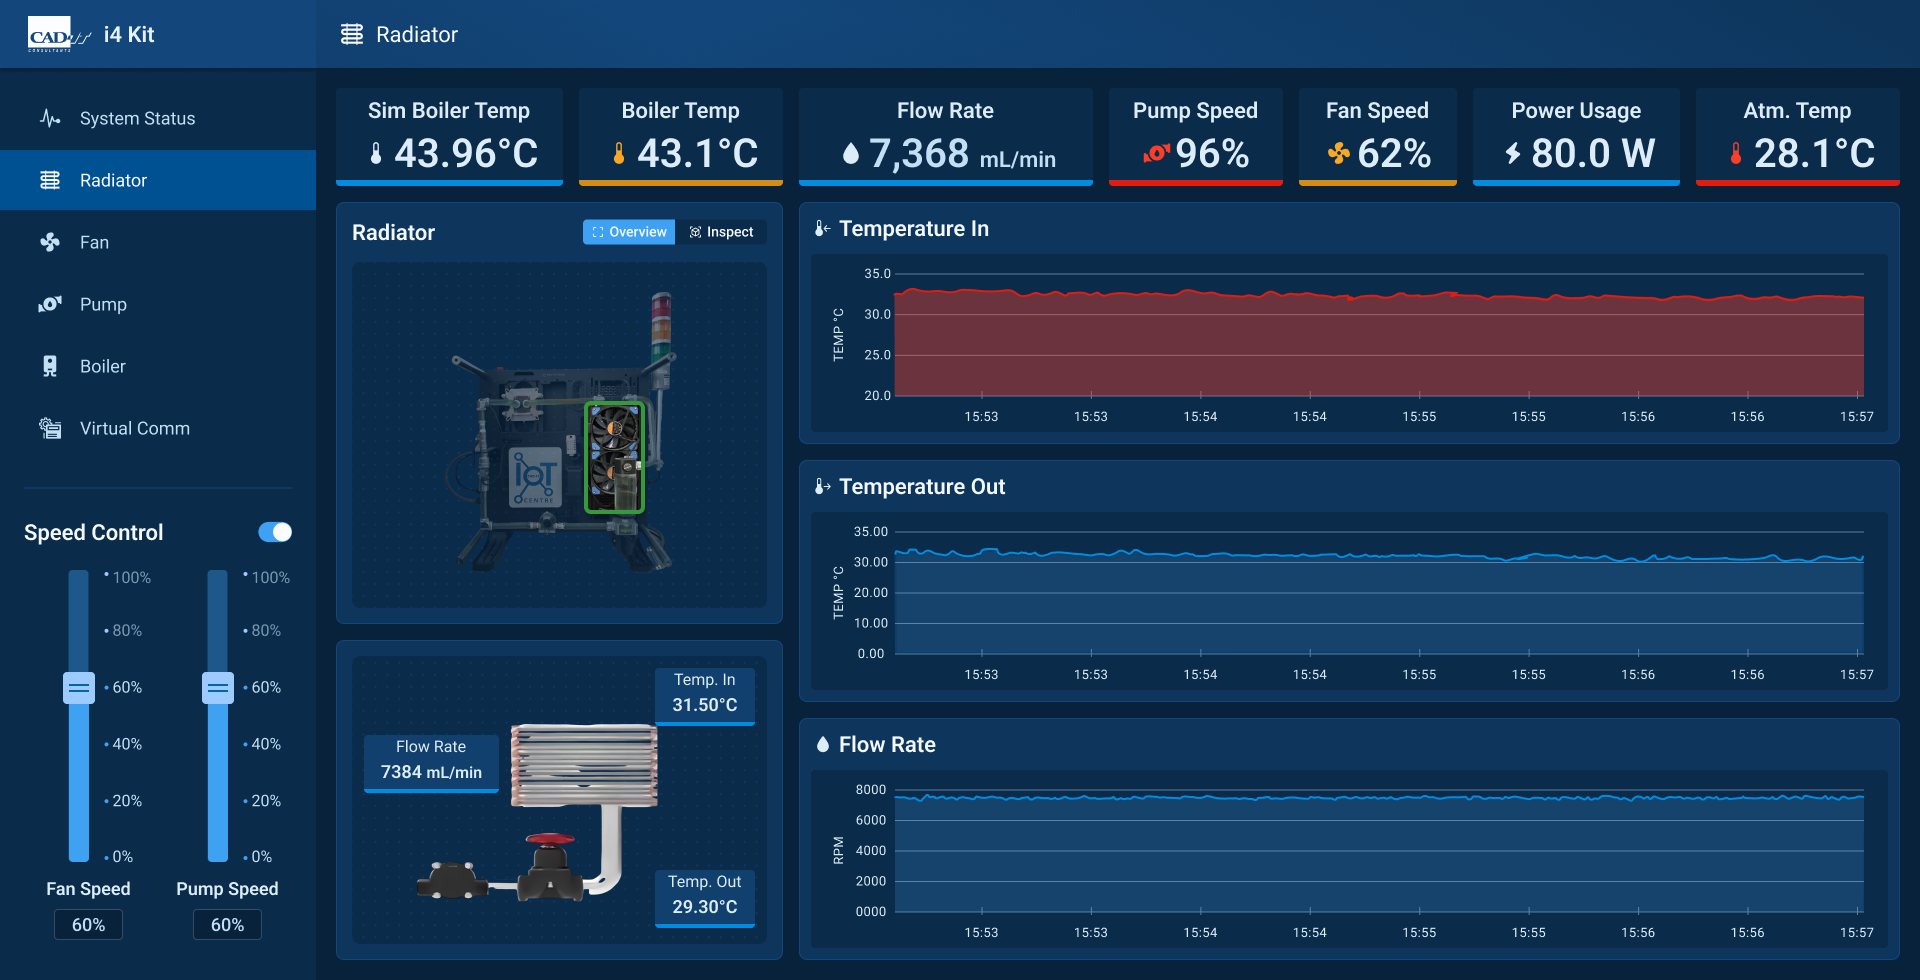 CAD
CONSULTANTS
i4 Kit
Radiator
System Status
Radiator
Fan
Pump
Boiler
Virtual Comm
Speed Control
100%
80%
60%
40%
20%
0%
100%
80%
60%
40%
20%
0%
Fan Speed
Pump Speed
60%
60%
Sim Boiler Temp
43.96°C
Boiler Temp
43.1°C
Flow Rate
7,368 mL/min
Pump Speed
96%
Fan Speed
62%
Power Usage
80.0 W
Atm. Temp
28.1°C
Radiator
Overview
Inspect
IoT
CENTRE
Flow Rate
7384 mL/min
Temp. In
31.50°C
Temp. Out
29.30°C
Temperature In
TEMP °C
35.0
30.0
25.0
20.0
15:53 15:53 15:54 15:54 15:55 15:55 15:56 15:56 15:57
Temperature Out
TEMP °C
35.00
30.00
20.00
10.00
0.00
15:53 15:53 15:54 15:54 15:55 15:55 15:56 15:56 15:57
Flow Rate
RPM
8000
6000
4000
2000
0000
15:53 15:53 15:54 15:54 15:55 15:55 15:56 15:56 15:57